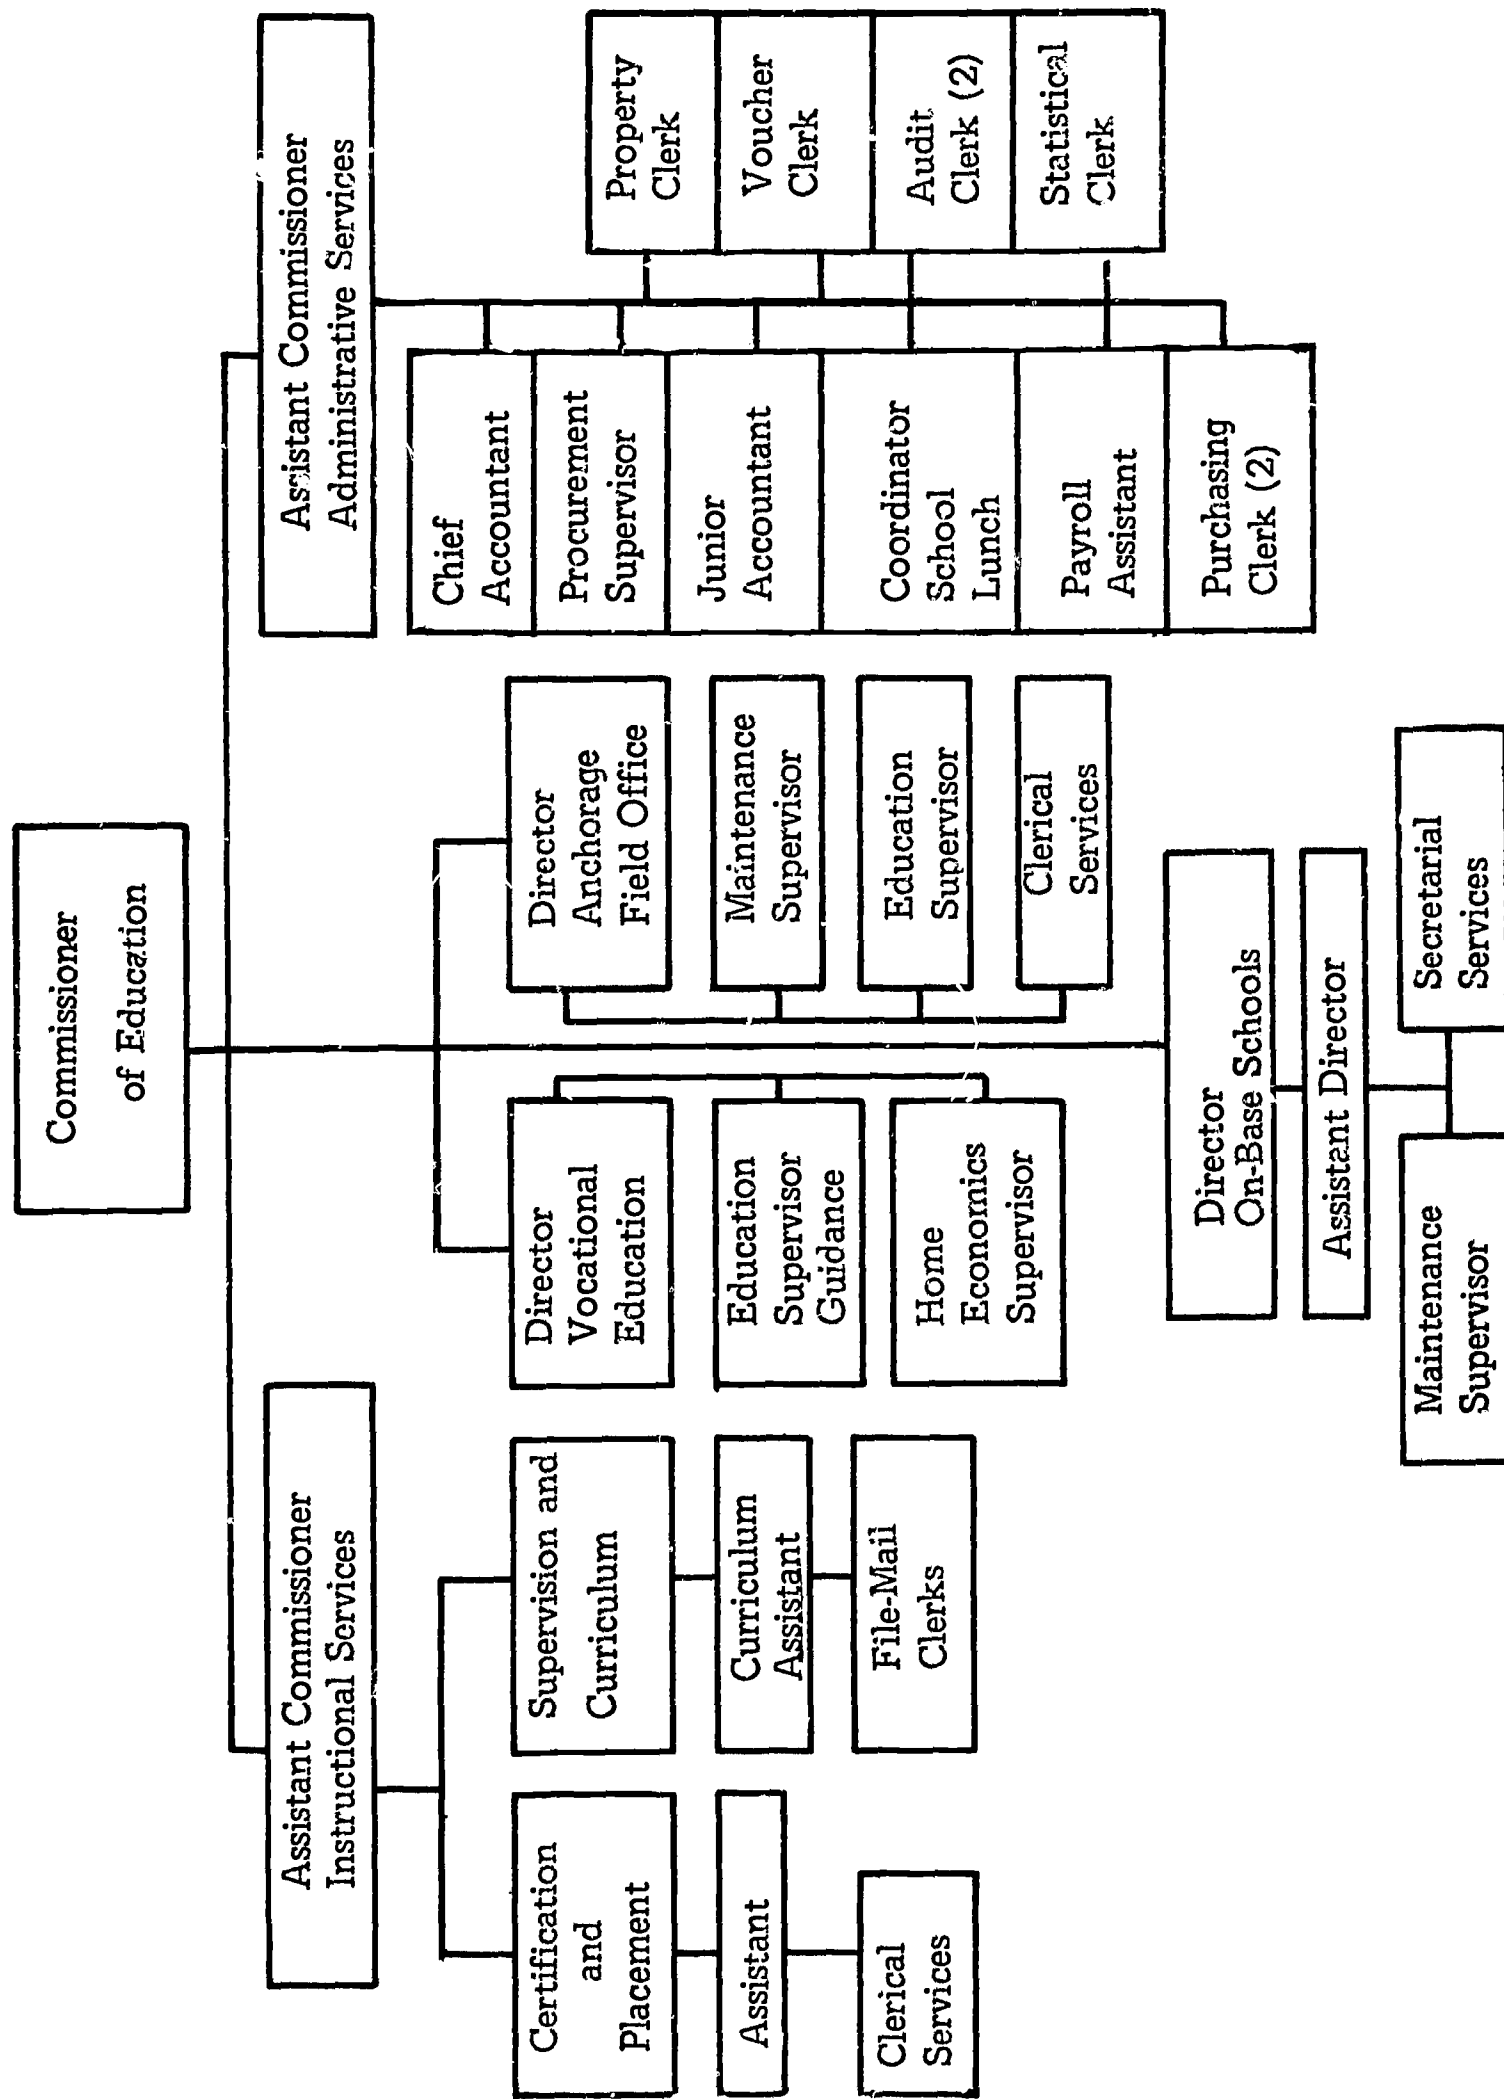 Commissioner
of Education
Assistant Commissioner
Instructional Services
Assistant Commissioner
Administrative Services
Certification
and
Placement
Assistant
Clerical
Services
Supervision and
Curriculum
Curriculum
Assistant
File-Mail
Clerks
Director
Vocational
Education
Education
Supervisor
Guidance
Home
Economics
Supervisor
Director
Anchorage
Field Office
Maintenance
Supervisor
Education
Supervisor
Clerical
Services
Director
On-Base Schools
Assistant Director
Maintenance
Supervisor
Secretarial
Services
Chief
Accountant
Procurement
Supervisor
Junior
Accountant
Coordinator
School
Lunch
Payroll
Assistant
Purchasing
Clerk (2)
Property
Clerk
Voucher
Clerk
Audit
Clerk (2)
Statistical
Clerk